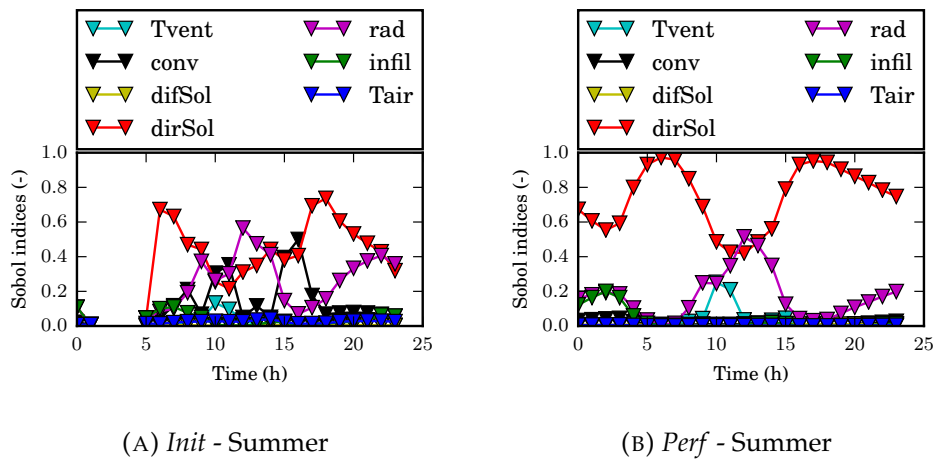 Tvent rad
conv infil
difSol Tair
dirSol
Sobol indices (-)
1.0
0.8
0.6
0.4
0.2
0.0
0 5 10 15 20 25
Time (h)
(A) Init - Summer
Tvent rad
conv infil
difSol Tair
dirSol
Sobol indices (-)
1.0
0.8
0.6
0.4
0.2
0.0
0 5 10 15 20 25
Time (h)
(B) Perf - Summer